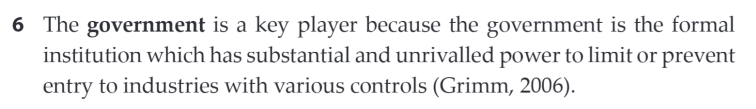 6 The government is a key player because the government is the formal
institution which has substantial and unrivalled power to limit or prevent
entry to industries with various controls (Grimm, 2006).